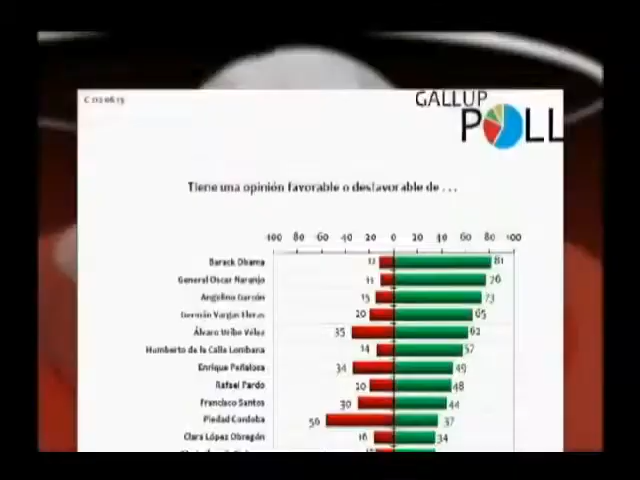 GALLUP
POLL
Tiene una opinión favorable o desfavorable de . . .
100 80 60 40 20 0 20 40 60 80 100
Barack Obama 12 81
General Oscar Naranjo 11 76
Angelino Garzón 15 73
Germán Vargas Lleras 20 65
Álvaro Uribe Vélez 35 62
Humberto de la Calle Lombana 14 57
Enrique Peñalosa 34 49
Rafael Pardo 20 48
Francisco Santos 30 44
Piedad Cordoba 56 37
Clara López Obregón 16 34